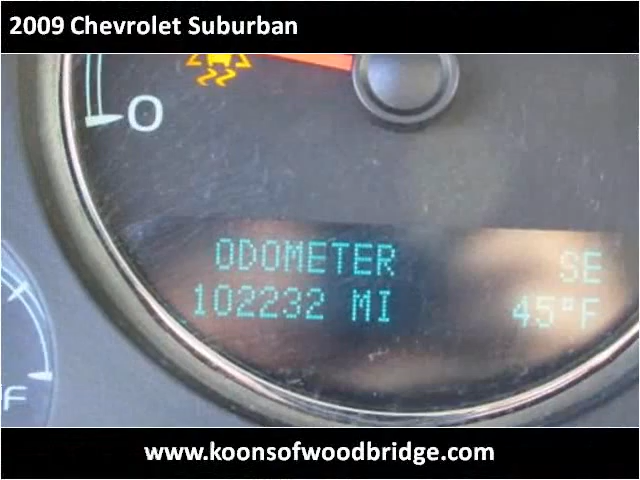 2009 Chevrolet Suburban
0
ODOMETER SE
102232 MI 45°F
F
www.koonsofwoodbridge.com